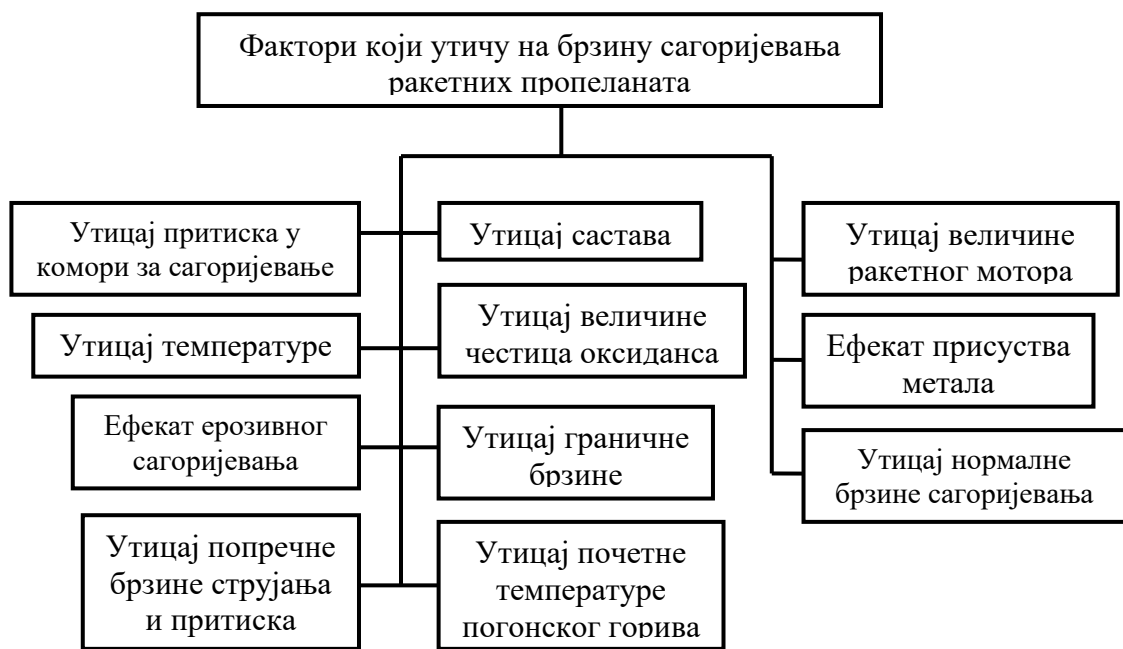 Фактори који утичу на брзину сагоријевања
ракетних пропеланата
Утицај притиска у
комори за сагоријевање
Утицај састава
Утицај величине
ракетног мотора
Утицај температуре
Утицај величине
честица оксиданса
Ефекат присуства
метала
Ефекат ерозивног
сагоријевања
Утицај граничне
брзине
Утицај нормалне
брзине сагоријевања
Утицај попречне
брзине струјања
и притиска
Утицај почетне
температуре
погонског горива